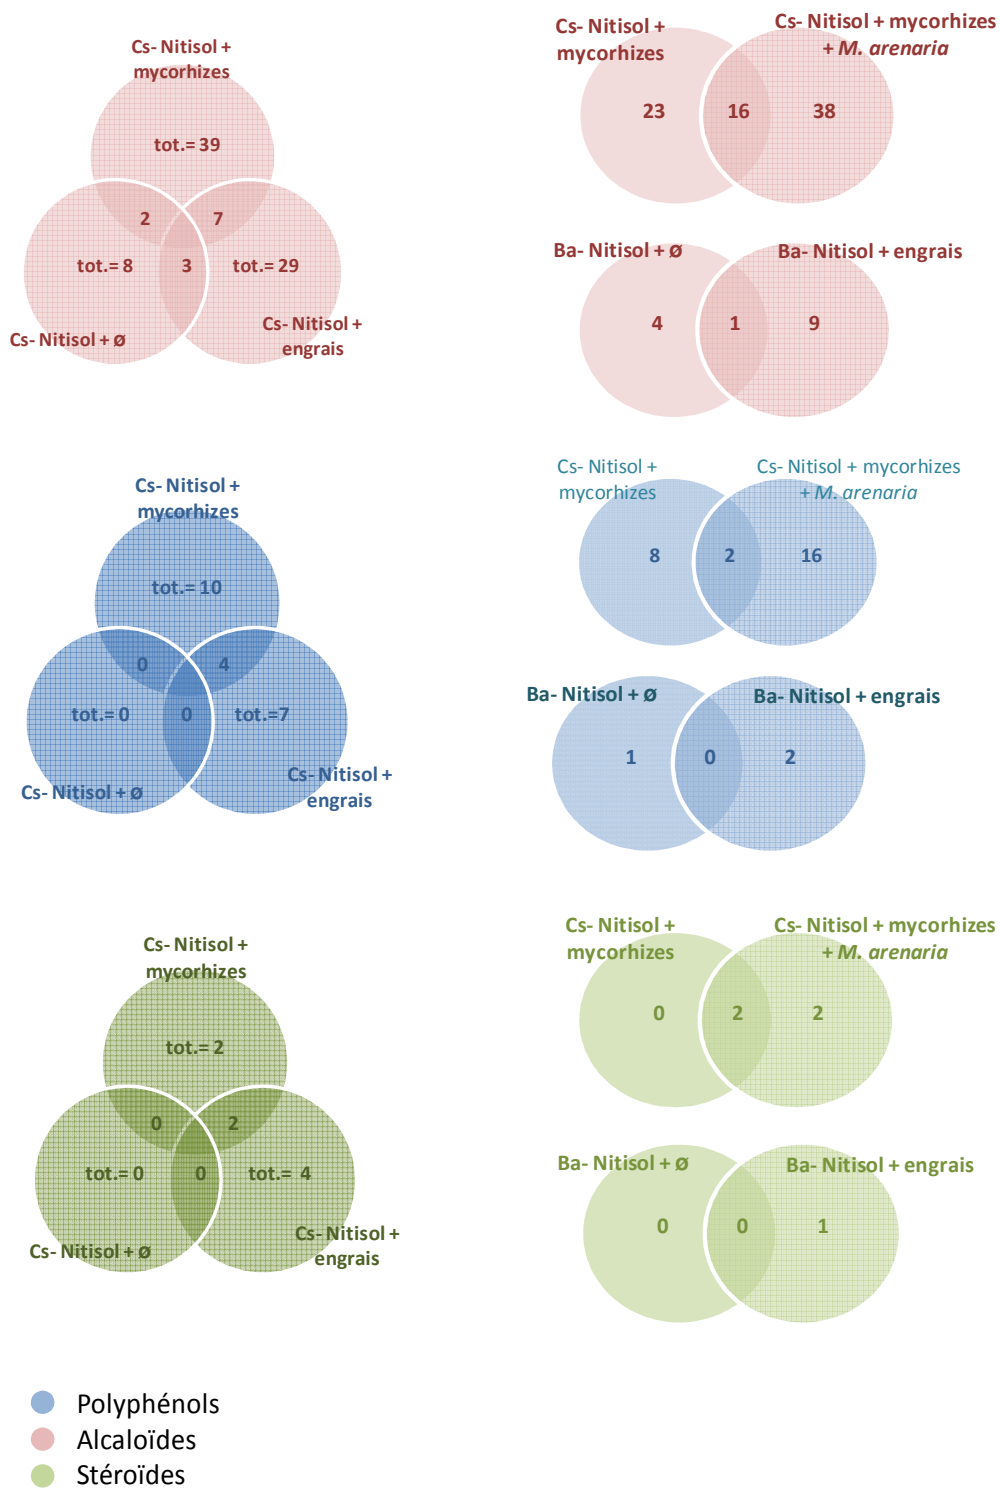 Cs- Nitisol +
mycorhizes
tot.= 39
2
7
tot.= 8
3
tot.= 29
Cs- Nitisol + ø
Cs- Nitisol +
engrais
Cs- Nitisol +
mycorhizes
Cs- Nitisol + mycorhizes
+ M. arenaria
23
16
38
Ba- Nitisol + Ø
Ba- Nitisol + engrais
4
1
9
Cs- Nitisol +
mycorhizes
tot.= 10
0
4
tot.= 0
0
tot.=7
Cs- Nitisol + ø
Cs- Nitisol +
engrais
Cs- Nitisol +
mycorhizes
Cs- Nitisol + mycorhizes
+ M. arenaria
8
2
16
Ba- Nitisol + Ø
Ba- Nitisol + engrais
1
0
2
Cs- Nitisol +
mycorhizes
tot.= 2
0
2
tot.= 0
0
tot.= 4
Cs- Nitisol + Ø
Cs- Nitisol +
engrais
Cs- Nitisol +
mycorhizes
Cs- Nitisol + mycorhizes
+ M. arenaria
0
2
2
Ba- Nitisol + Ø
Ba- Nitisol + engrais
0
0
1
Polyphénols
Alcaloïdes
Stéroïdes